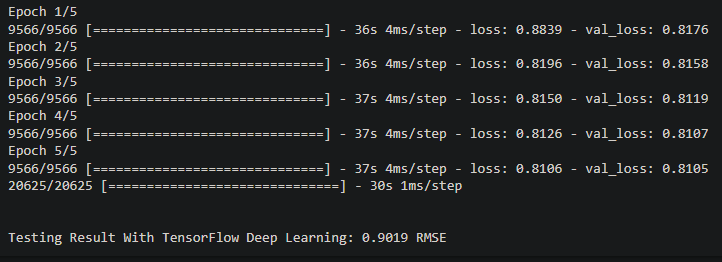 Epoch 1/5
9566/9566 [==============================] - 36s 4ms/step - loss: 0.8839 - val_loss: 0.8176
Epoch 2/5
9566/9566 [==============================] - 36s 4ms/step - loss: 0.8196 - val_loss: 0.8158
Epoch 3/5
9566/9566 [==============================] - 37s 4ms/step - loss: 0.8150 - val_loss: 0.8119
Epoch 4/5
9566/9566 [==============================] - 37s 4ms/step - loss: 0.8126 - val_loss: 0.8107
Epoch 5/5
9566/9566 [==============================] - 37s 4ms/step - loss: 0.8106 - val_loss: 0.8105
20625/20625 [==============================] - 30s 1ms/step
Testing Result With TensorFlow Deep Learning: 0.9019 RMSE